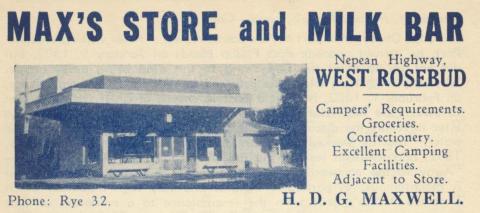 MAX'S STORE and MILK BAR
Nepean Highway,
WEST ROSEBUD
Campers' Requirements.
Groceries.
Confectionery.
Excellent Camping
Facilities.
Adjacent to Store.
Phone: Rye 32.
H. D. G. MAXWELL.